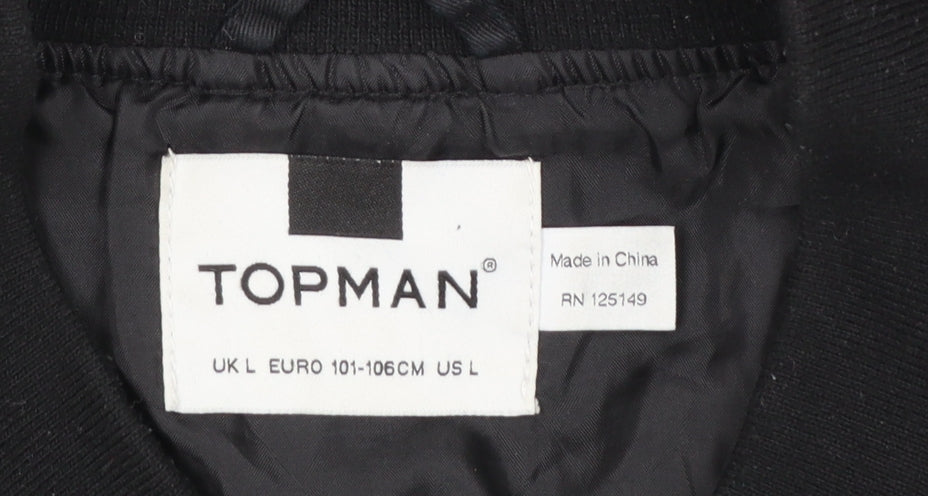 TOPMAN®
UK L EURO 101-106CM US L
Made in China
RN 125149